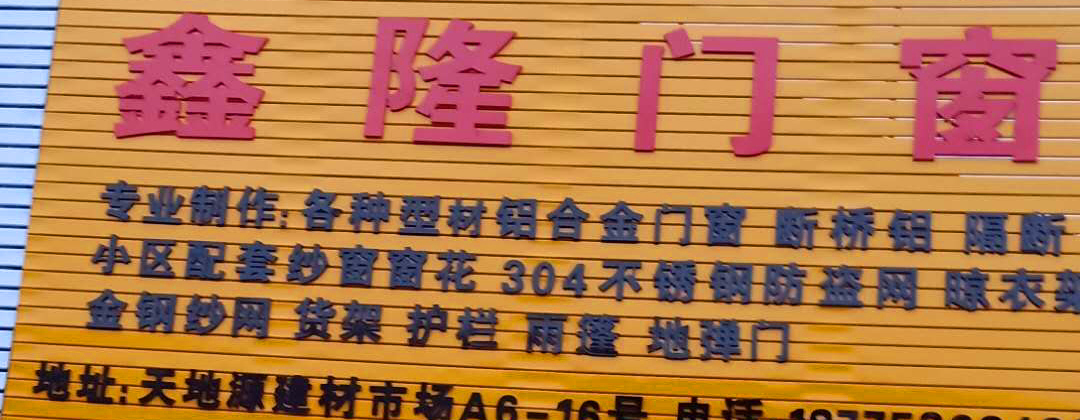 鑫隆门窗
专业制作:各种型材铝合金门窗 断桥铝 隔断
小区配套纱窗窗花 304不锈钢防盗网 晾衣架
金钢纱网 货架 护栏 雨篷 地弹门
地址:天地源建材市场A6-16号 电话